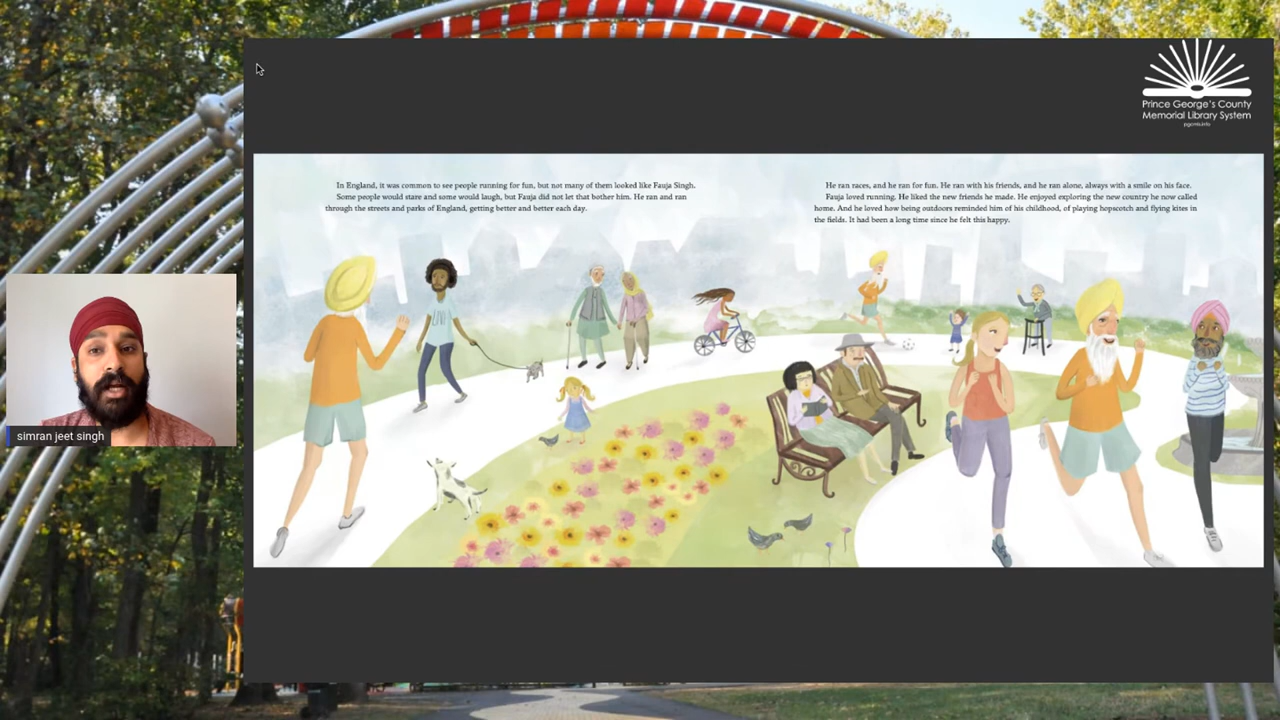 Prince George's County
Memorial Library System
pgcmls.info
In England, it was common to see people running for fun, but not many of them looked like Fauja Singh.
Some people would stare and some would laugh, but Fauja did not let that bother him. He ran and ran
through the streets and parks of England, getting better and better each day.
He ran races, and he ran for fun. He ran with his friends, and he ran alone, always with a smile on his face.
Fauja loved running. He liked the new friends he made. He enjoyed exploring the new country he now called
home. And he loved how being outdoors reminded him of his childhood, of playing hopscotch and flying kites in
the fields. It had been a long time since he felt this happy.
simran jeet singh